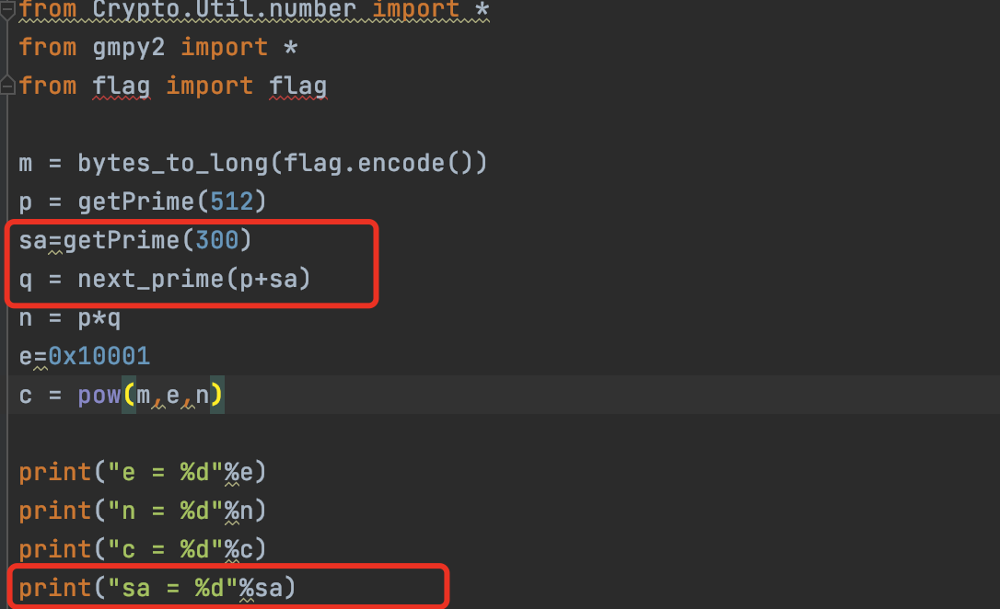 from Crypto.Util.number import *
from gmpy2 import *
from flag import flag
m = bytes_to_long(flag.encode())
p = getPrime(512)
sa=getPrime(300)
q = next_prime(p+sa)
n = p*q
e=0x10001
c = pow(m,e,n)
print("e = %d"%e)
print("n = %d"%n)
print("c = %d"%c)
print("sa = %d"%sa)